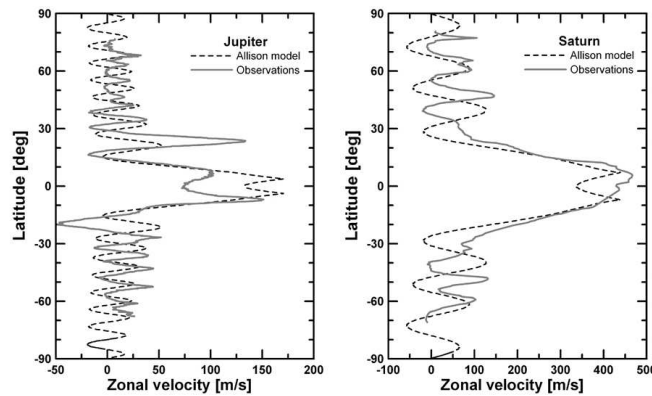 Jupiter
Allison model
Observations
Latitude [deg]
90
60
30
0
-30
-60
-90
-50
0
50
100
150
200
Zonal velocity [m/s]
Saturn
Allison model
Observations
Latitude [deg]
90
60
30
0
-30
-60
-90
-100
0
100
200
300
400
500
Zonal velocity [m/s]